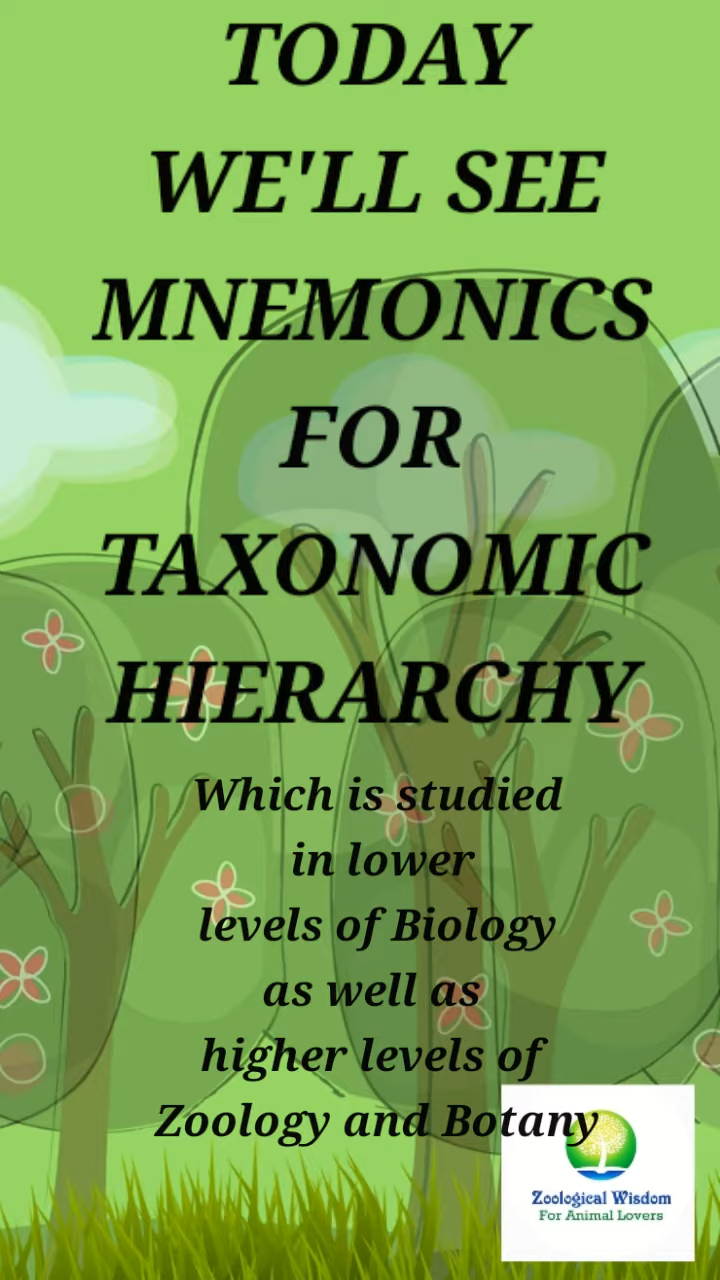 TODAY
WE'LL SEE
MNEMONICS
FOR
TAXONOMIC
HIERARCHY
Which is studied
in lower
levels of Biology
as well as
higher levels of
Zoology and Botany
Zoological Wisdom
For Animal Lovers